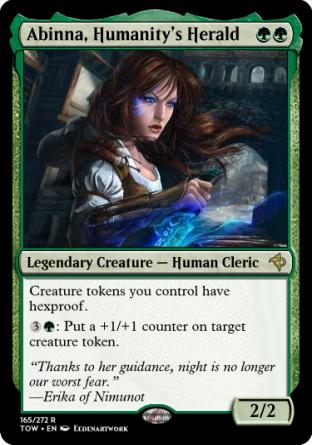 Abinna, Humanity's Herald
Legendary Creature — Human Cleric
Creature tokens you control have
hexproof.
3 : Put a +1/+1 counter on target
creature token.
"Thanks to her guidance, night is no longer
our worst fear."
—Erika of Nimunot
2/2
165/272 R
TOW • EN EEDENARTWORK